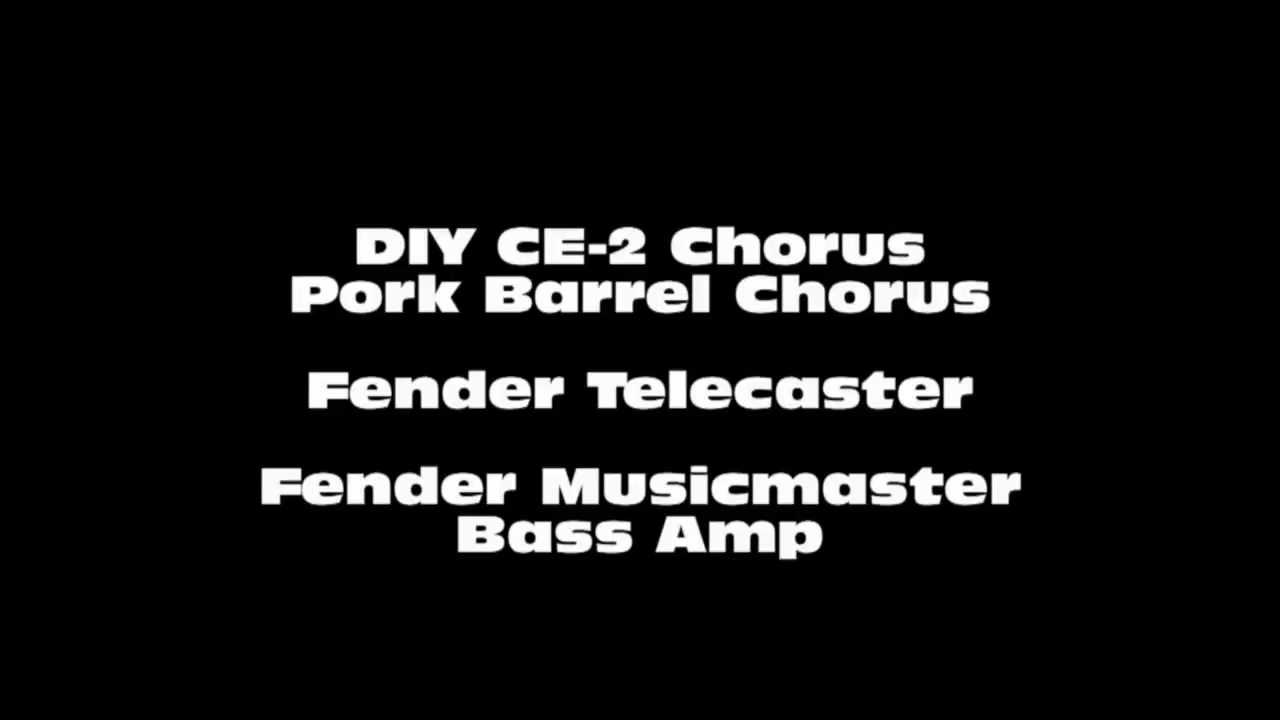 DIY CE-2 Chorus
Pork Barrel Chorus
Fender Telecaster
Fender Musicmaster
Bass Amp